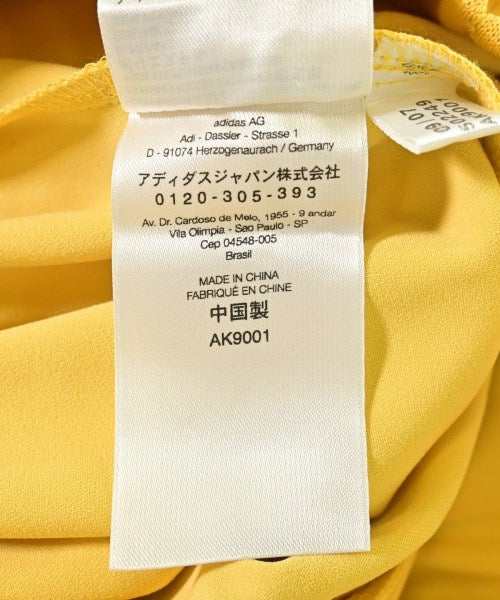 adidas AG
Adi - Dassler - Strasse 1
D - 91074 Herzogenaurach / Germany
アディダスジャパン株式会社
0120-305-393
Av. Dr. Cardoso de Melo, 1955 - 9 andar
Vila Olimpia - Sao Paulo - SP
Cep 04548-005
Brasil
MADE IN CHINA
FABRIQUÉ EN CHINE
中国製
AK9001
09 / 07